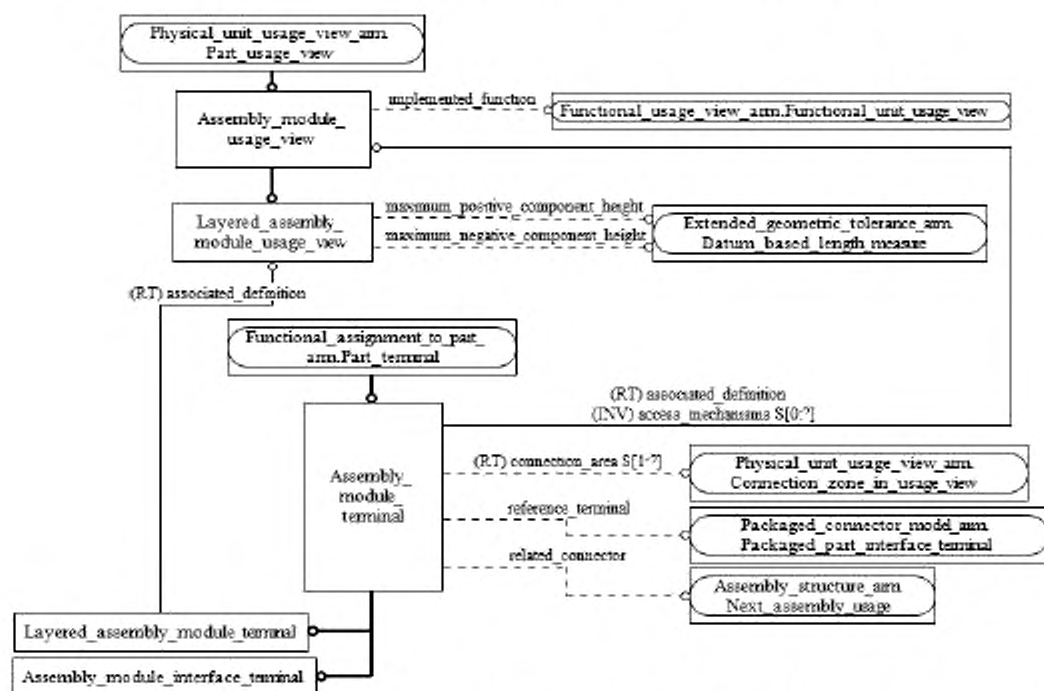 Physical_unit_usage_view_arm.
Part_usage_view
implemented_function
Functional_usage_view_arm.Functional_unit_usage_view
Assembly_module_
usage_view
maximum_positive_component_height
Layered_assembly_
module_usage_view
Extended_geometric_tolerance_arm.
Datum_based_length_measure
maximum_negative_component_height
(RT) associated_definition
Functional_assignment_to_part_
arm.Part_terminal
(RT) associated_definition
(INV) access_mechanisms S[0:?]
(RT) connection_area S[1:?]
Physical_unit_usage_view_arm.
Connection_zone_in_usage_view
Assembly_
module_
terminal
reference_terminal
Packaged_connector_model_arm.
Packaged_part_interface_terminal
related_connector
Assembly_structure_arm.
Next_assembly_usage
Layered_assembly_module_terminal
Assembly_module_interface_terminal